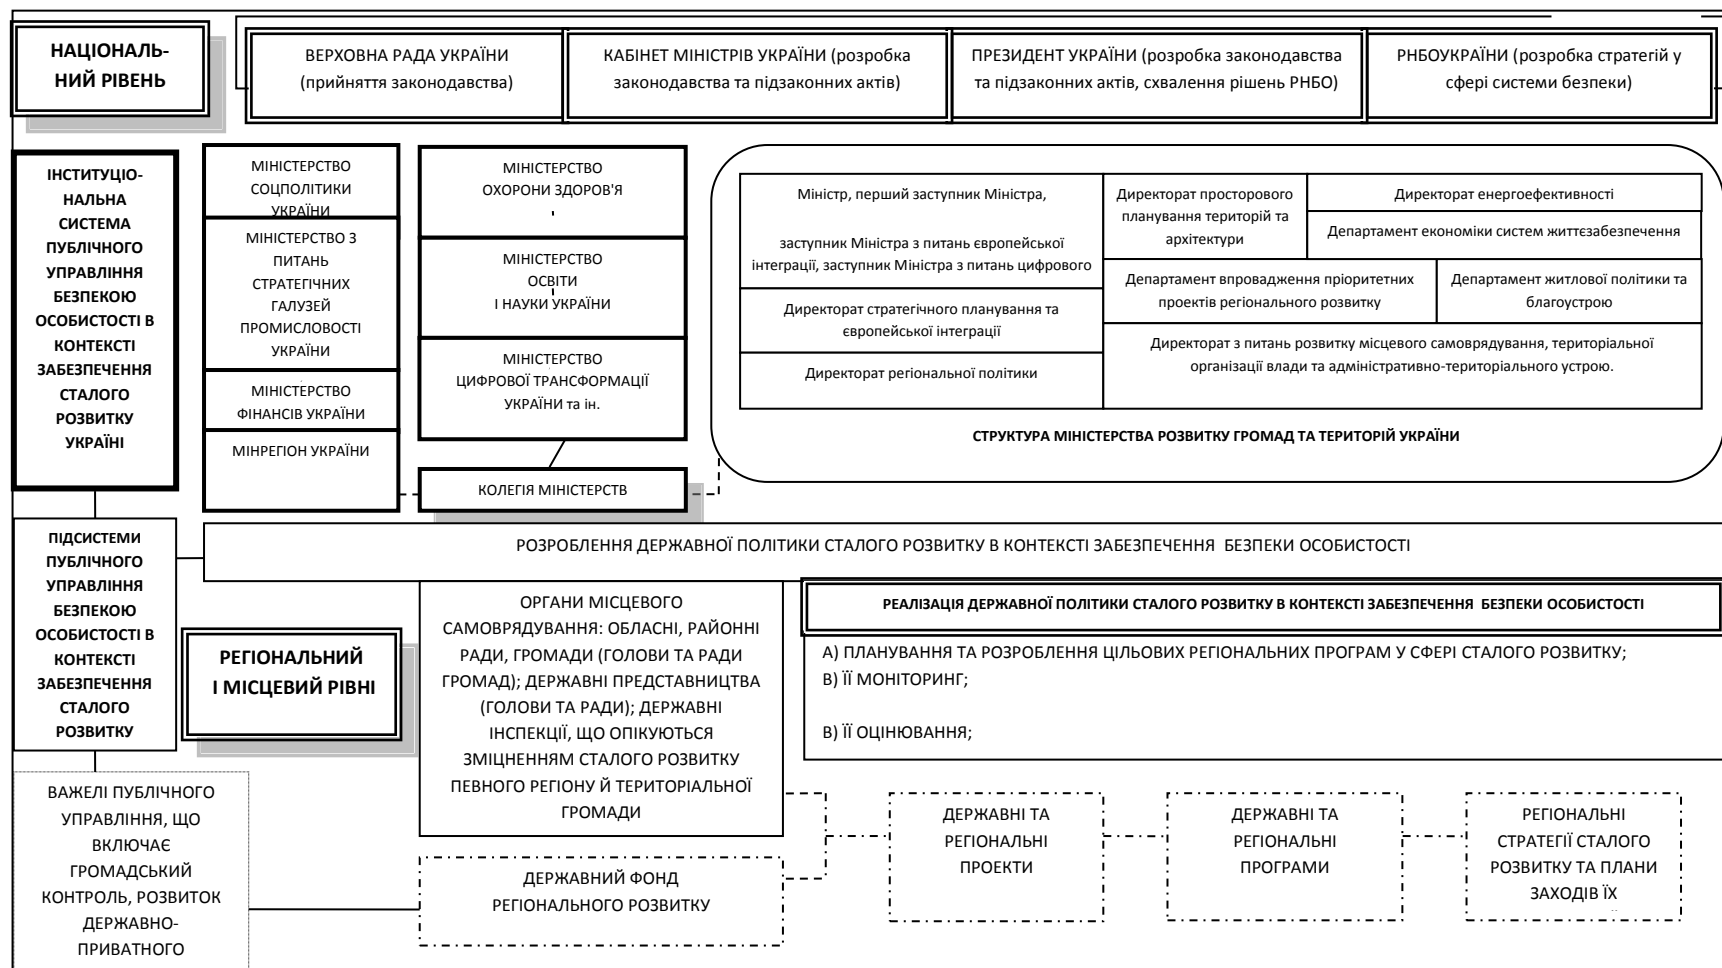 НАЦІОНАЛЬ-
НИЙ РІВЕНЬ
ВЕРХОВНА РАДА УКРАЇНИ
(прийняття законодавства)
КАБІНЕТ МІНІСТРІВ УКРАЇНИ (розробка
законодавства та підзаконних актів)
ПРЕЗИДЕНТ УКРАЇНИ (розробка законодавства
та підзаконних актів, схвалення рішень РНБО)
РНБОУКРАЇНИ (розробка стратегій у
сфері системи безпеки)
ІНСТИТУЦІО-
НАЛЬНА
СИСТЕМА
ПУБЛІЧНОГО
УПРАВЛІННЯ
БЕЗПЕКОЮ
ОСОБИСТОСТІ В
КОНТЕКСТІ
ЗАБЕЗПЕЧЕННЯ
СТАЛОГО
РОЗВИТКУ
УКРАЇНІ
МІНІСТЕРСТВО
СОЦПОЛІТИКИ
УКРАЇНИ
МІНІСТЕРСТВО З
ПИТАНЬ
СТРАТЕГІЧНИХ
ГАЛУЗЕЙ
ПРОМИСЛОВОСТІ
УКРАЇНИ
МІНІСТЕРСТВО
ФІНАНСІВ УКРАЇНИ
МІНРЕГІОН УКРАЇНИ
МІНІСТЕРСТВО
ОХОРОНИ ЗДОРОВ'Я
МІНІСТЕРСТВО
ОСВІТИ
І НАУКИ УКРАЇНИ
МІНІСТЕРСТВО
ЦИФРОВОЇ ТРАНСФОРМАЦІЇ
УКРАЇНИ та ін.
КОЛЕГІЯ МІНІСТЕРСТВ
Міністр, перший заступник Міністра,
заступник Міністра з питань європейської
інтеграції, заступник Міністра з питань цифрового
Директорат стратегічного планування та
європейської інтеграції
Директорат регіональної політики
Директорат просторового
планування територій та
архітектури
Директорат енергоефективності
Департамент економіки систем життєзабезпечення
Департамент впровадження пріоритетних
проектів регіонального розвитку
Департамент житлової політики та
благоустрою
Директорат з питань розвитку місцевого самоврядування, територіальної
організації влади та адміністративно-територіального устрою.
СТРУКТУРА МІНІСТЕРСТВА РОЗВИТКУ ГРОМАД ТА ТЕРИТОРІЙ УКРАЇНИ
ПІДСИСТЕМИ
ПУБЛІЧНОГО
УПРАВЛІННЯ
БЕЗПЕКОЮ
ОСОБИСТОСТІ В
КОНТЕКСТІ
ЗАБЕЗПЕЧЕННЯ
СТАЛОГО
РОЗВИТКУ
РОЗРОБЛЕННЯ ДЕРЖАВНОЇ ПОЛІТИКИ СТАЛОГО РОЗВИТКУ В КОНТЕКСТІ ЗАБЕЗПЕЧЕННЯ БЕЗПЕКИ ОСОБИСТОСТІ
РЕГІОНАЛЬНИЙ
І МІСЦЕВИЙ РІВНІ
ОРГАНИ МІСЦЕВОГО
САМОВРЯДУВАННЯ: ОБЛАСНІ, РАЙОННІ
РАДИ, ГРОМАДИ (ГОЛОВИ ТА РАДИ
ГРОМАД); ДЕРЖАВНІ ПРЕДСТАВНИЦТВА
(ГОЛОВИ ТА РАДИ); ДЕРЖАВНІ
ІНСПЕКЦІЇ, ЩО ОПІКУЮТЬСЯ
ЗМІЦНЕННЯМ СТАЛОГО РОЗВИТКУ
ПЕВНОГО РЕГІОНУ Й ТЕРИТОРІАЛЬНОЇ
ГРОМАДИ
РЕАЛІЗАЦІЯ ДЕРЖАВНОЇ ПОЛІТИКИ СТАЛОГО РОЗВИТКУ В КОНТЕКСТІ ЗАБЕЗПЕЧЕННЯ БЕЗПЕКИ ОСОБИСТОСТІ
А) ПЛАНУВАННЯ ТА РОЗРОБЛЕННЯ ЦІЛЬОВИХ РЕГІОНАЛЬНИХ ПРОГРАМ У СФЕРІ СТАЛОГО РОЗВИТКУ;
В) ЇЇ МОНІТОРИНГ;
В) ЇЇ ОЦІНЮВАННЯ;
ВАЖЕЛІ ПУБЛІЧНОГО
УПРАВЛІННЯ, ЩО
ВКЛЮЧАЄ
ГРОМАДСЬКИЙ
КОНТРОЛЬ, РОЗВИТОК
ДЕРЖАВНО-
ПРИВАТНОГО
ДЕРЖАВНИЙ ФОНД
РЕГІОНАЛЬНОГО РОЗВИТКУ
ДЕРЖАВНІ ТА
РЕГІОНАЛЬНІ
ПРОЕКТИ
ДЕРЖАВНІ ТА
РЕГІОНАЛЬНІ
ПРОГРАМИ
РЕГІОНАЛЬНІ
СТРАТЕГІЇ СТАЛОГО
РОЗВИТКУ ТА ПЛАНИ
ЗАХОДІВ ЇХ